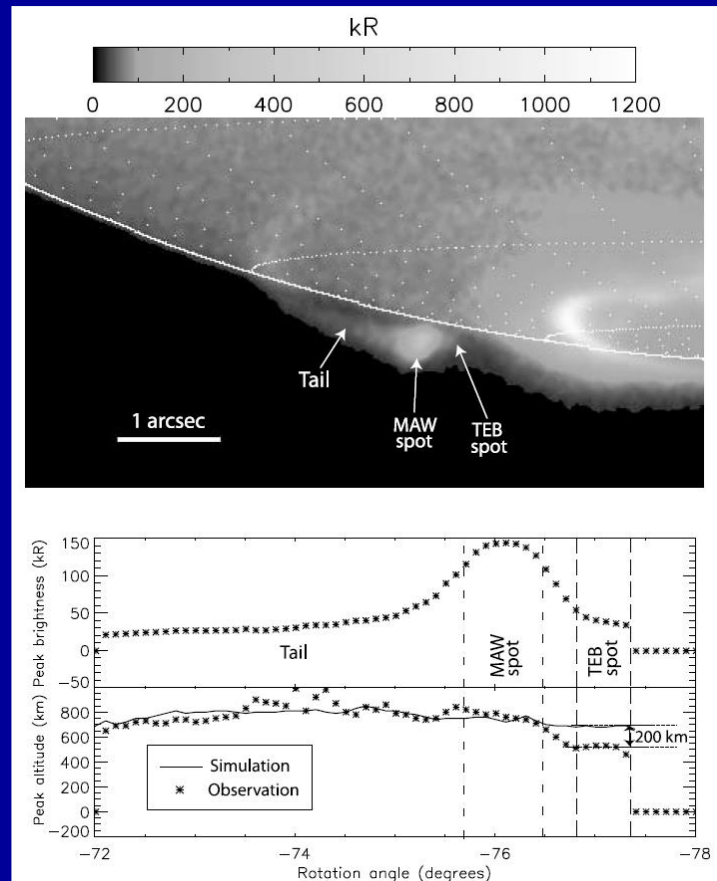 kR
0 200 400 600 800 1000 1200
Tail
MAW
spot
TEB
spot
1 arcsec
Peak brightness (kR)
150
100
50
0
−50
Tail
MAW
spot
TEB
spot
Peak altitude (km)
800
600
400
200
0
−200
200 km
Simulation
Observation
−72 −74 −76 −78
Rotation angle (degrees)